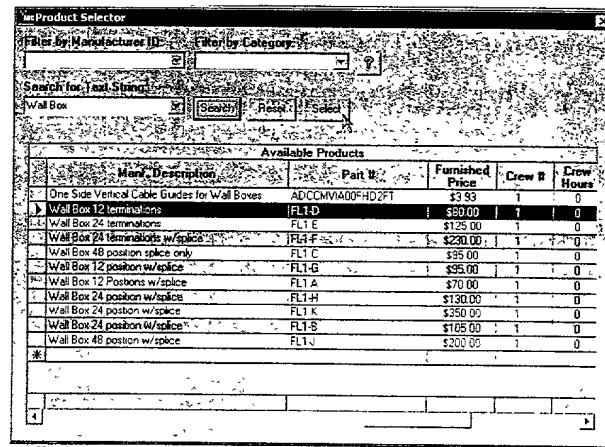 Product Selector
Filter by Manufacturer ID: Filter by Category:
?
Search for Text String:
Wall Box Search Reset Select
Available Products
Manf. Description Part # Furnished Price Crew # Crew Hours
One Side Vertical Cable Guides for Wall Boxes ADCCMVIA00FHD2FT $3.93 1 0
Wall Box 12 terminations FL1-D $80.00 1 0
Wall Box 24 terminations FL1 E $125.00 1 0
Wall Box 24 terminations w/splice FL1-F $230.00 1 0
Wall Box 48 position splice only FL1 C $95 00 1 0
Wall Box 12 position w/splice FL1-G $95.00 1 0
Wall Box 12 Postions w/splice FL1 A $70 00 1 0
Wall Box 24 position w/splice FL1-H $130.00 1 0
Wall Box 24 position w/splice FL1 K $350 00 1 0
Wall Box 24 position w/splice FL1-B $105.00 1 0
Wall Box 48 postion w/splice FL1 J $200 00 1 0